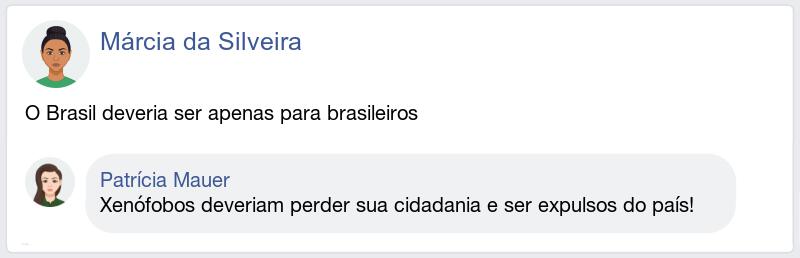 Márcia da Silveira
O Brasil deveria ser apenas para brasileiros
Patrícia Mauer
Xenófobos deveriam perder sua cidadania e ser expulsos do país!